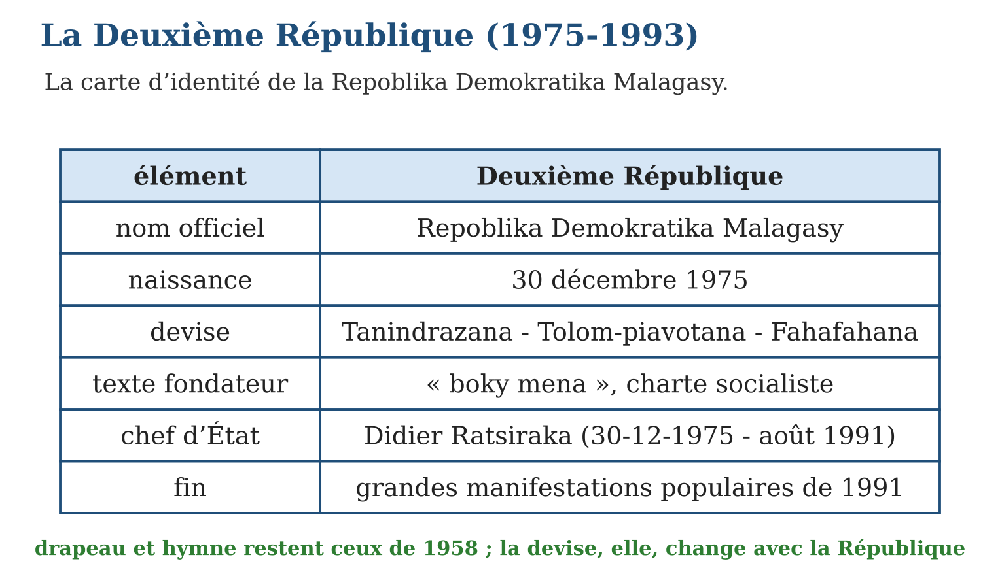 La Deuxième République (1975-1993)
La carte d’identité de la Repoblika Demokratika Malagasy.
élément Deuxième République
nom officiel Repoblika Demokratika Malagasy
naissance 30 décembre 1975
devise Tanindrazana - Tolom-piavotana - Fahafahana
texte fondateur « boky mena », charte socialiste
chef d’État Didier Ratsiraka (30-12-1975 - août 1991)
fin grandes manifestations populaires de 1991
drapeau et hymne restent ceux de 1958 ; la devise, elle, change avec la République